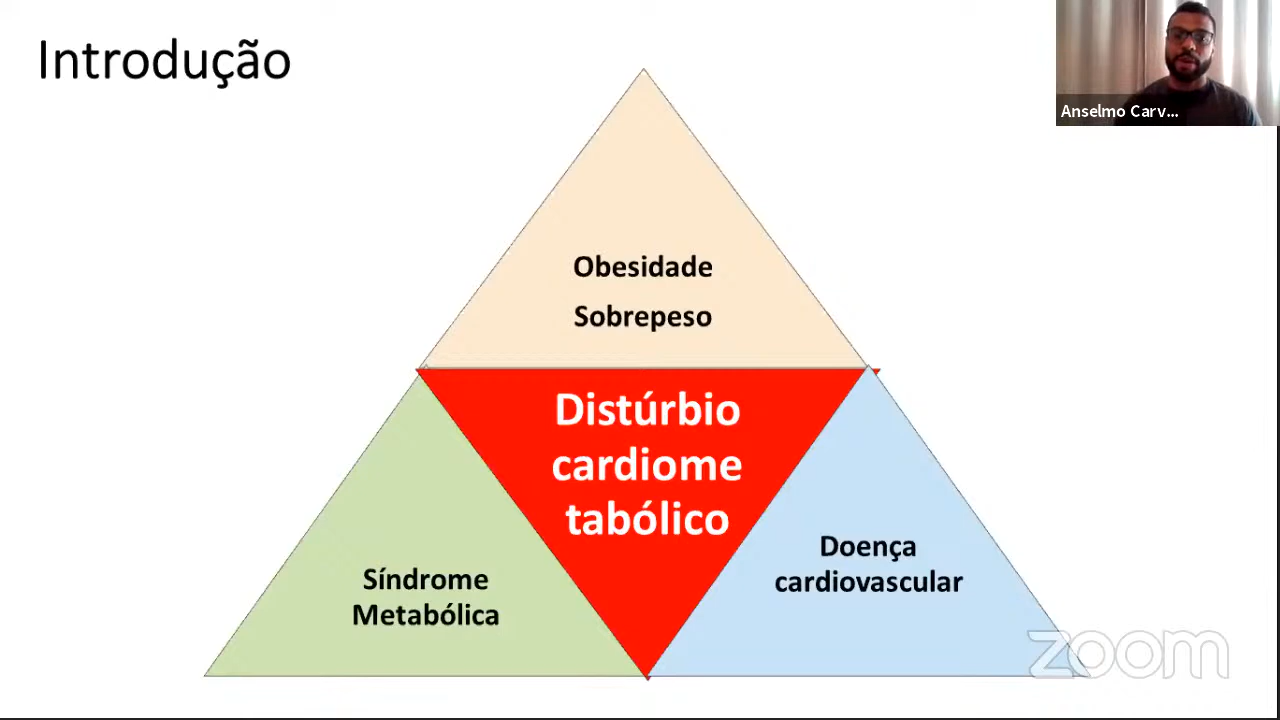 Introdução
Anselmo Carv...
Obesidade
Sobrepeso
Distúrbio
cardiome
tabólico
Síndrome
Metabólica
Doença
cardiovascular
zoom